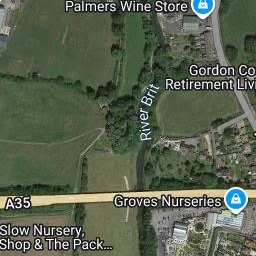 Palmers Wine Store
Gordon Co
Retirement Livi
River Brit
A35
Groves Nurseries
Slow Nursery,
Shop & The Pack...